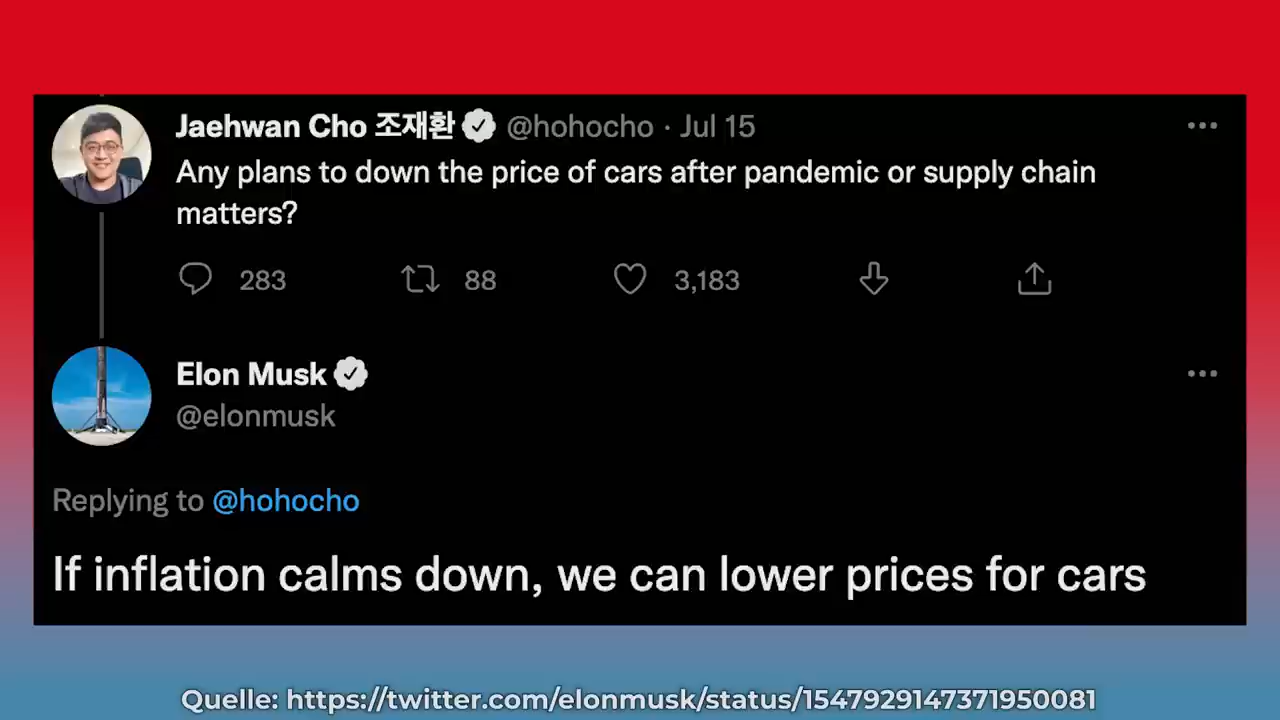 Jaehwan Cho 조재환 @hohocho · Jul 15
Any plans to down the price of cars after pandemic or supply chain
matters?
283 88 3,183
Elon Musk
@elonmusk
Replying to @hohocho
If inflation calms down, we can lower prices for cars
Quelle: https://twitter.com/elonmusk/status/1547929147371950081